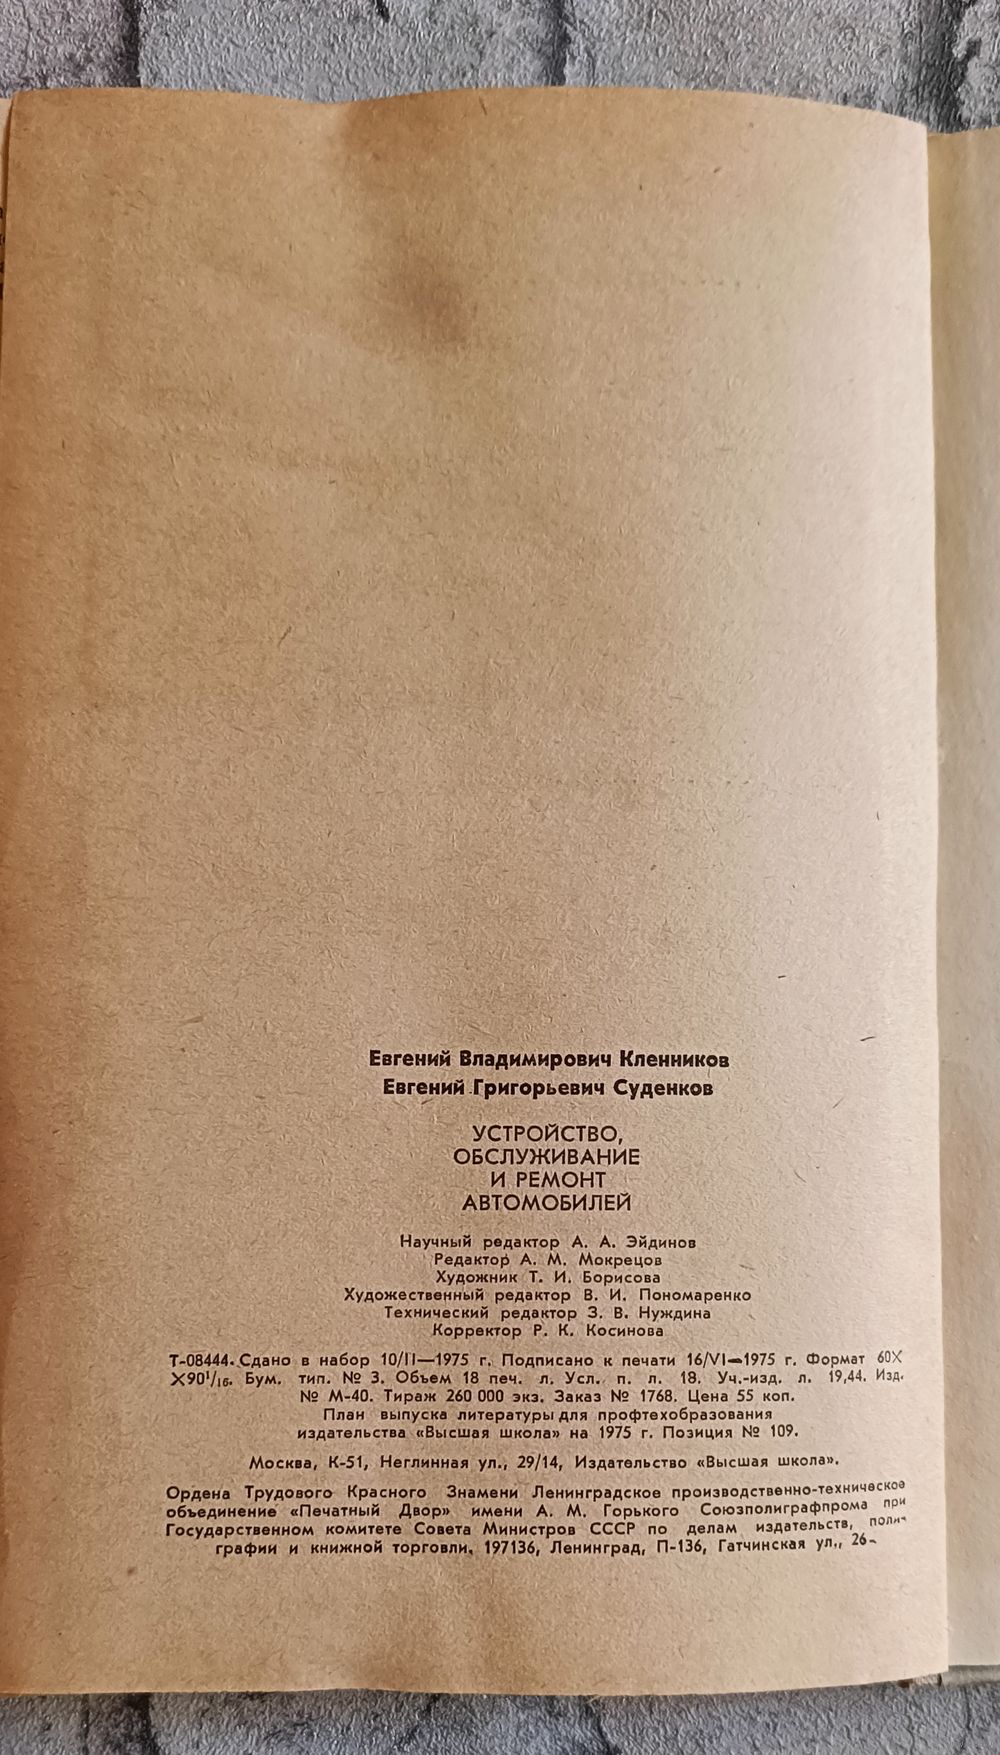 Евгений Владимирович Кленников
Евгений Григорьевич Суденков
УСТРОЙСТВО,
ОБСЛУЖИВАНИЕ
И РЕМОНТ
АВТОМОБИЛЕЙ
Научный редактор А. А. Эйдинов
Редактор А. М. Мокрецов
Художник Т. И. Борисова
Художественный редактор В. И. Пономаренко
Технический редактор З. В. Нуждина
Корректор Р. К. Косинова
Т-08444. Сдано в набор 10/II—1975 г. Подписано к печати 16/VI—1975 г. Формат 60X
X90¹/₁₆. Бум. тип. № 3. Объем 18 печ. л. Усл. п. л. 18. Уч.-изд. л. 19,44. Изд.
№ М-40. Тираж 260 000 экз. Заказ № 1768. Цена 55 коп.
План выпуска литературы для профтехобразования
издательства «Высшая школа» на 1975 г. Позиция № 109.
Москва, К-51, Неглинная ул., 29/14, Издательство «Высшая школа».
Ордена Трудового Красного Знамени Ленинградское производственно-техническое
объединение «Печатный Двор» имени А. М. Горького Союзполиграфпрома при
Государственном комитете Совета Министров СССР по делам издательств, поли-
графии и книжной торговли. 197136, Ленинград, П-136, Гатчинская ул., 26.